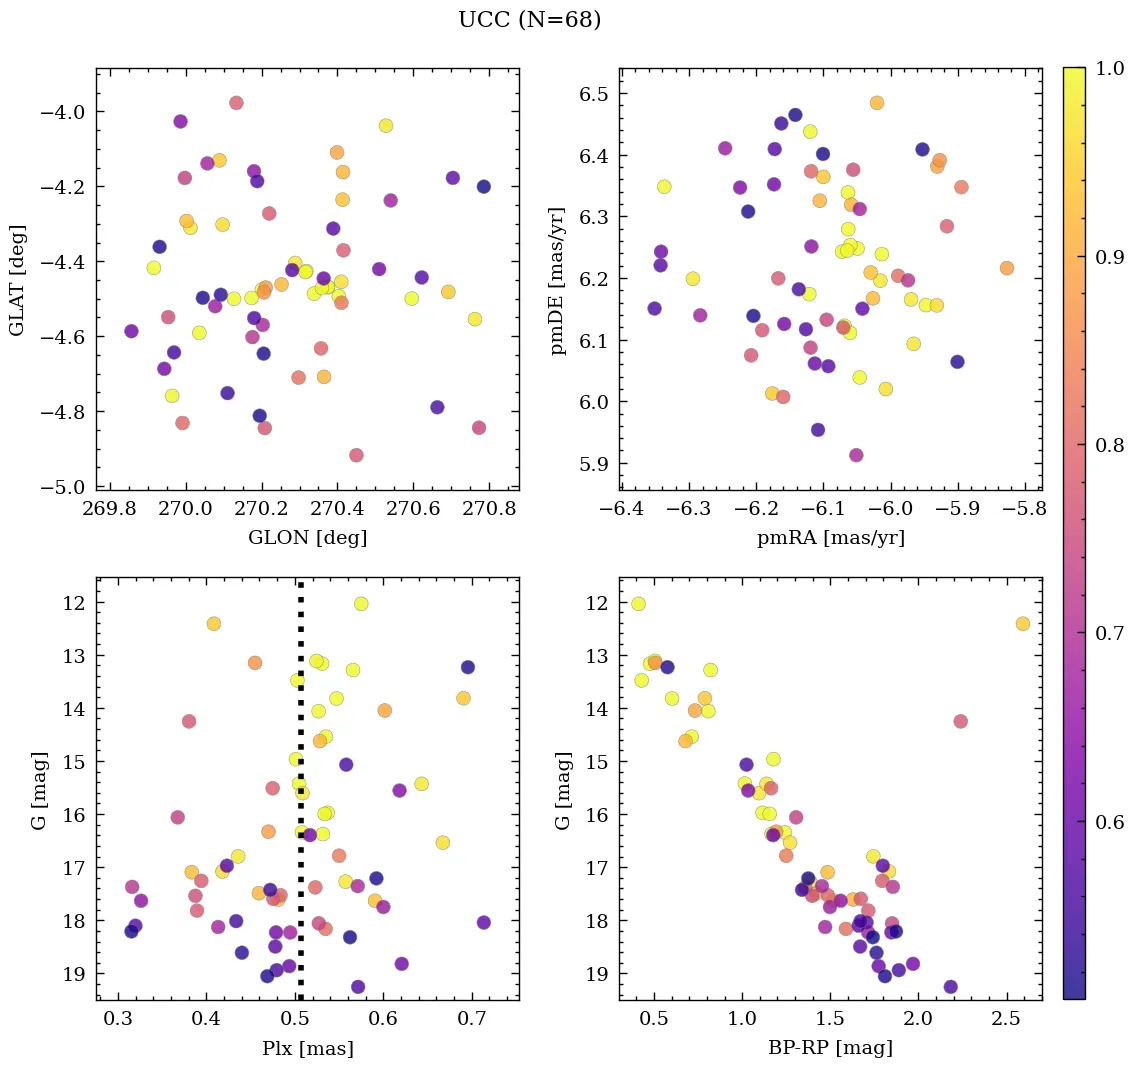 UCC (N=68)
−4.0
−4.2
−4.4
−4.6
−4.8
−5.0
GLAT [deg]
269.8 270.0 270.2 270.4 270.6 270.8
GLON [deg]
6.5
6.4
6.3
6.2
6.1
6.0
5.9
pmDE [mas/yr]
−6.4 −6.3 −6.2 −6.1 −6.0 −5.9 −5.8
pmRA [mas/yr]
12
13
14
15
16
17
18
19
G [mag]
0.3 0.4 0.5 0.6 0.7
Plx [mas]
12
13
14
15
16
17
18
19
G [mag]
0.5 1.0 1.5 2.0 2.5
BP-RP [mag]
1.0
0.9
0.8
0.7
0.6